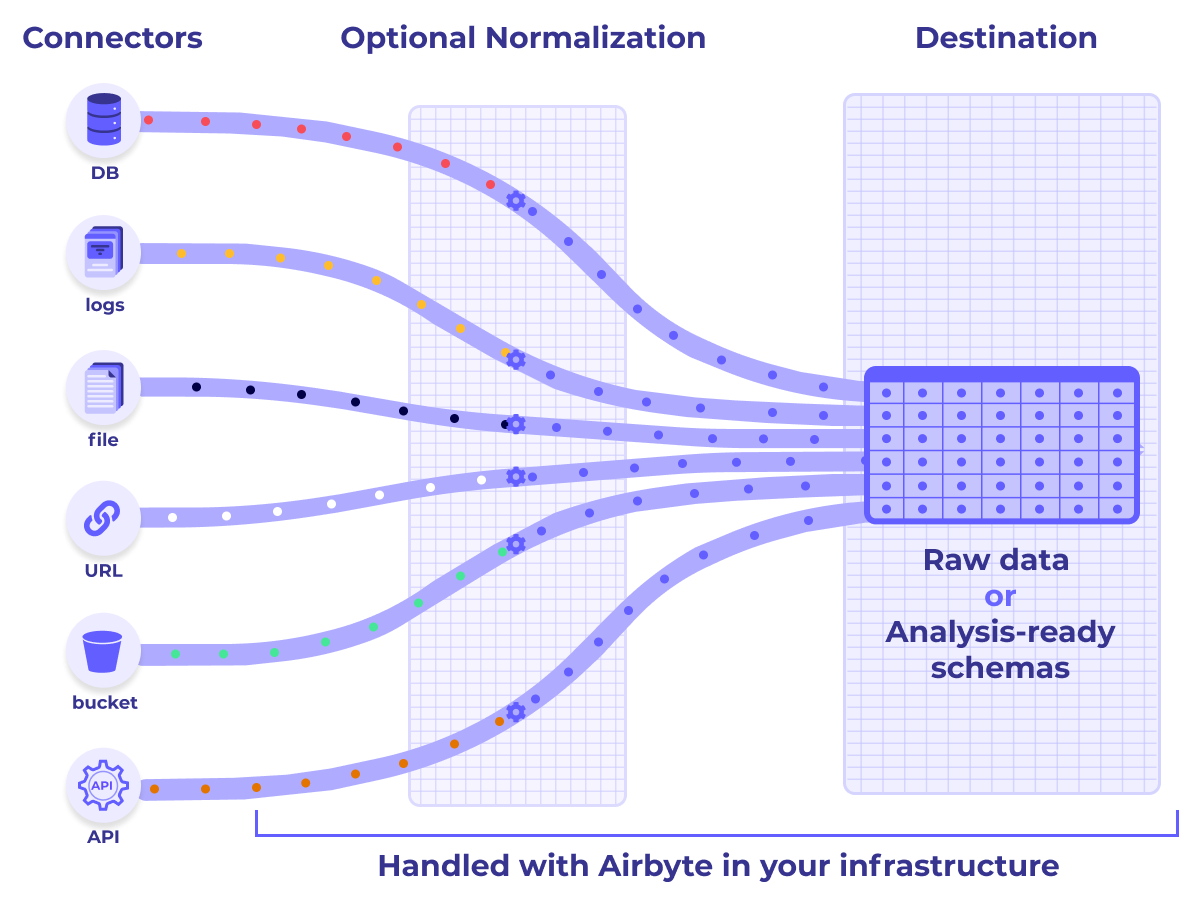 Connectors
Optional Normalization
Destination
DB
logs
file
URL
bucket
API
API
Raw data
or
Analysis-ready
schemas
Handled with Airbyte in your infrastructure